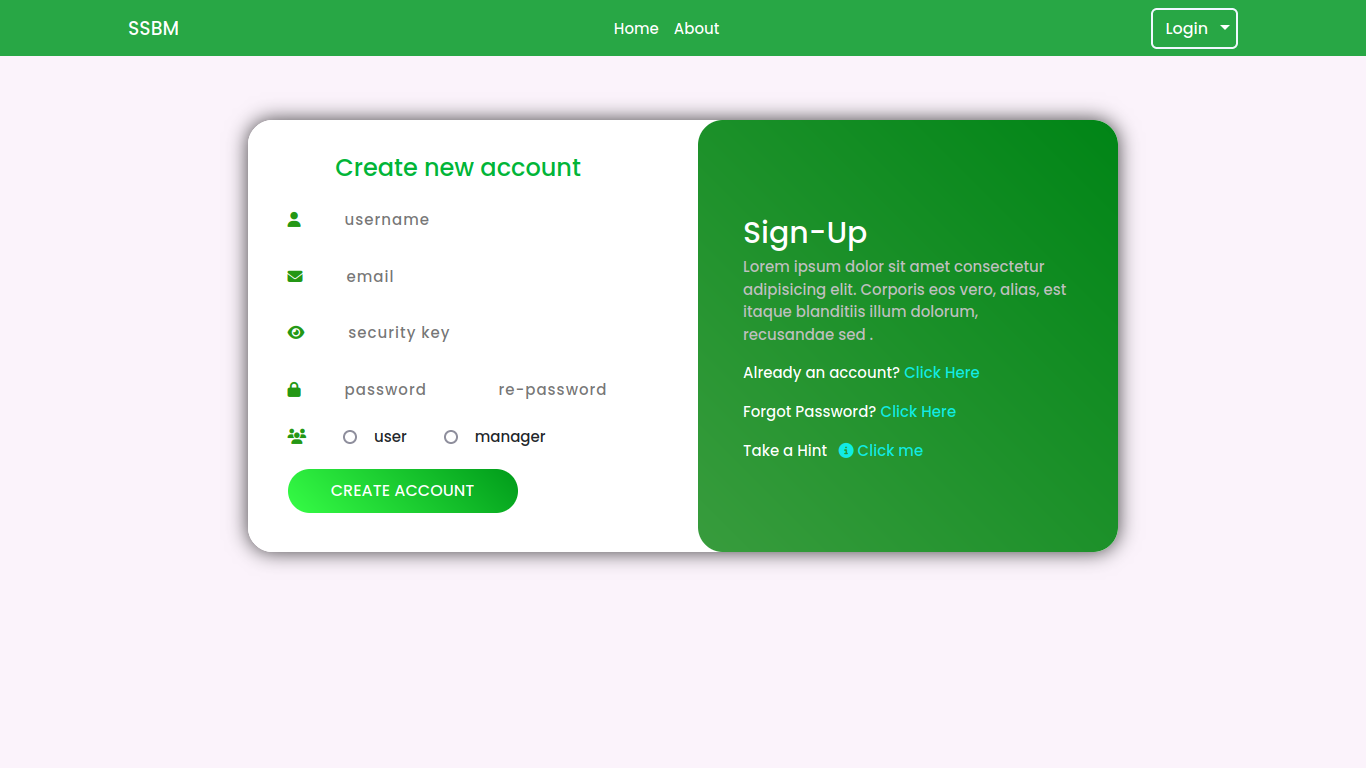 SSBM
Home About
Login
Create new account
username
email
security key
password re-password
user manager
CREATE ACCOUNT
Sign-Up
Lorem ipsum dolor sit amet consectetur
adipisicing elit. Corporis eos vero, alias, est
itaque blanditiis illum dolorum,
recusandae sed .
Already an account? Click Here
Forgot Password? Click Here
Take a Hint Click me